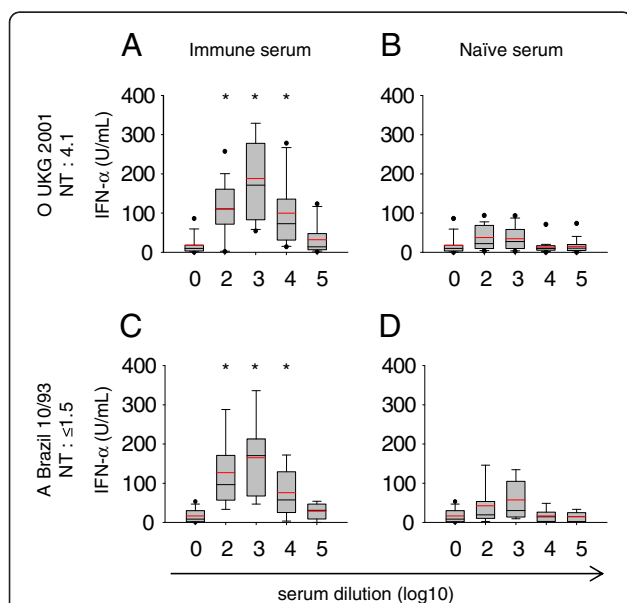 A
Immune serum
B
Naïve serum
O UKG 2001
NT : 4.1
IFN-α (U/mL)
400
300
200
100
0
* * *
0 2 3 4 5
400
300
200
100
0
0 2 3 4 5
C
D
A Brazil 10/93
NT : ≤1.5
IFN-α (U/mL)
400
300
200
100
0
* * *
0 2 3 4 5
400
300
200
100
0
0 2 3 4 5
serum dilution (log10)